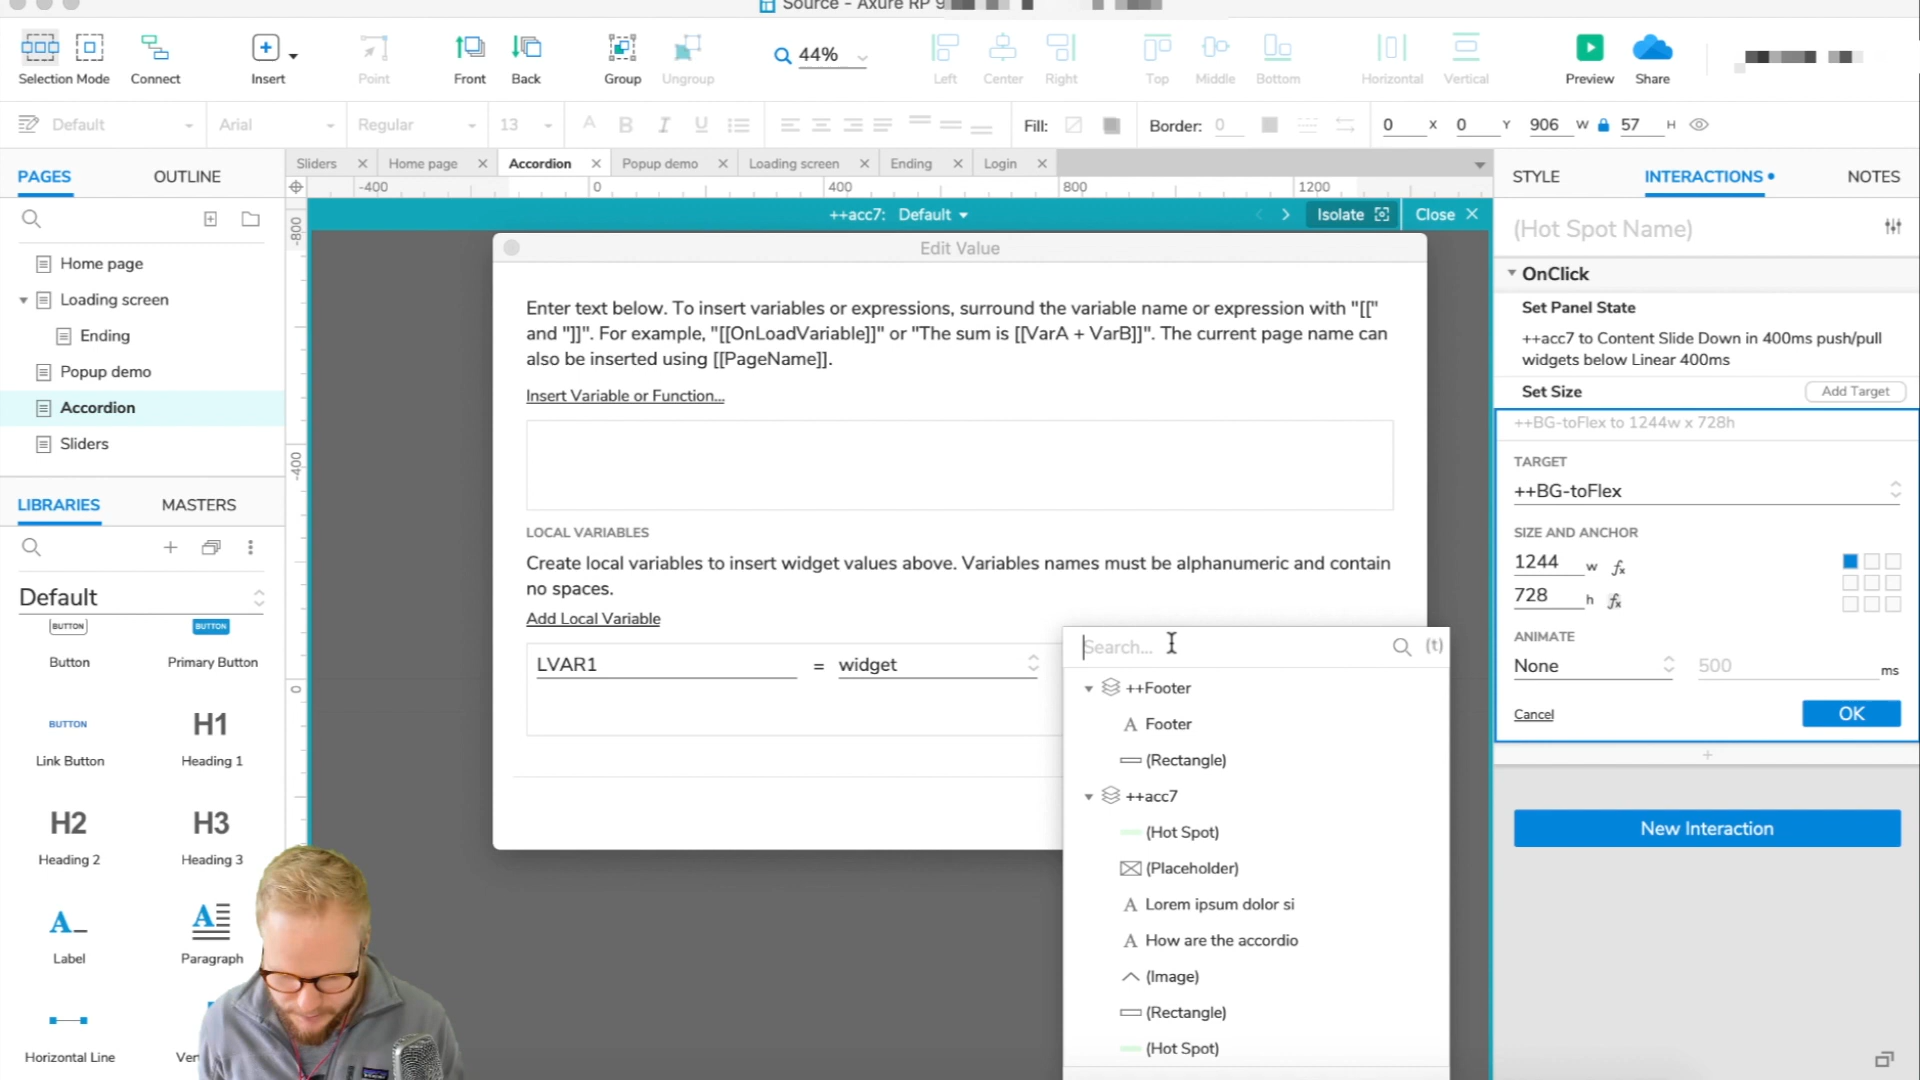 Source - Axure RP 9
Selection Mode
Connect
Insert
Point
Front
Back
Group
Ungroup
44%
Left
Center
Right
Top
Middle
Bottom
Horizontal
Vertical
Preview
Share
Default
Arial
Regular
13
A B I U
Fill:
Border: 0
0 X 0 Y 906 W 57 H
PAGES
OUTLINE
Home page
Loading screen
Ending
Popup demo
Accordion
Sliders
LIBRARIES
MASTERS
Default
BUTTON
Button
BUTTON
Primary Button
BUTTON
Link Button
H1
Heading 1
H2
Heading 2
H3
Heading 3
A_
Label
A
Paragraph
Horizontal Line
Ver
Sliders
Home page
Accordion
Popup demo
Loading screen
Ending
Login
-400 0 400 800 1200
-800
-400
0
++acc7: Default
Isolate
Close
Edit Value
Enter text below. To insert variables or expressions, surround the variable name or expression with "[["
and "]]". For example, "[[OnLoadVariable]]" or "The sum is [[VarA + VarB]]". The current page name can
also be inserted using [[PageName]].
Insert Variable or Function...
LOCAL VARIABLES
Create local variables to insert widget values above. Variables names must be alphanumeric and contain
no spaces.
Add Local Variable
LVAR1 = widget
Search... (t)
++Footer
A Footer
(Rectangle)
++acc7
(Hot Spot)
(Placeholder)
A Lorem ipsum dolor si
A How are the accordio
(Image)
(Rectangle)
(Hot Spot)
STYLE
INTERACTIONS
NOTES
(Hot Spot Name)
OnClick
Set Panel State
++acc7 to Content Slide Down in 400ms push/pull
widgets below Linear 400ms
Set Size
Add Target
++BG-toFlex to 1244w x 728h
TARGET
++BG-toFlex
SIZE AND ANCHOR
1244 w fx
728 h fx
ANIMATE
None
500 ms
Cancel
OK
+
New Interaction